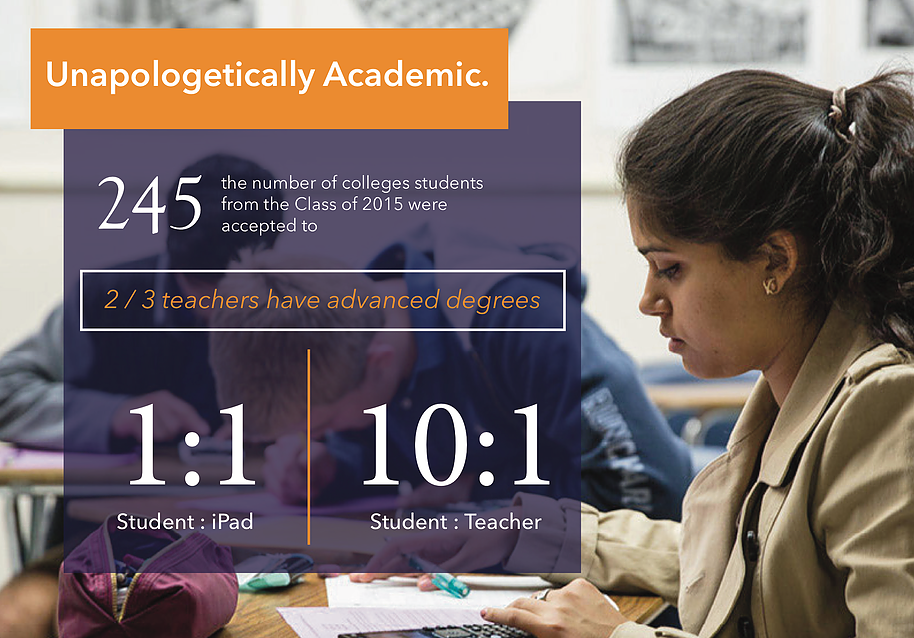 Unapologetically Academic.
245
the number of colleges students
from the Class of 2015 were
accepted to
2 / 3 teachers have advanced degrees
1:1
Student : iPad
10:1
Student : Teacher